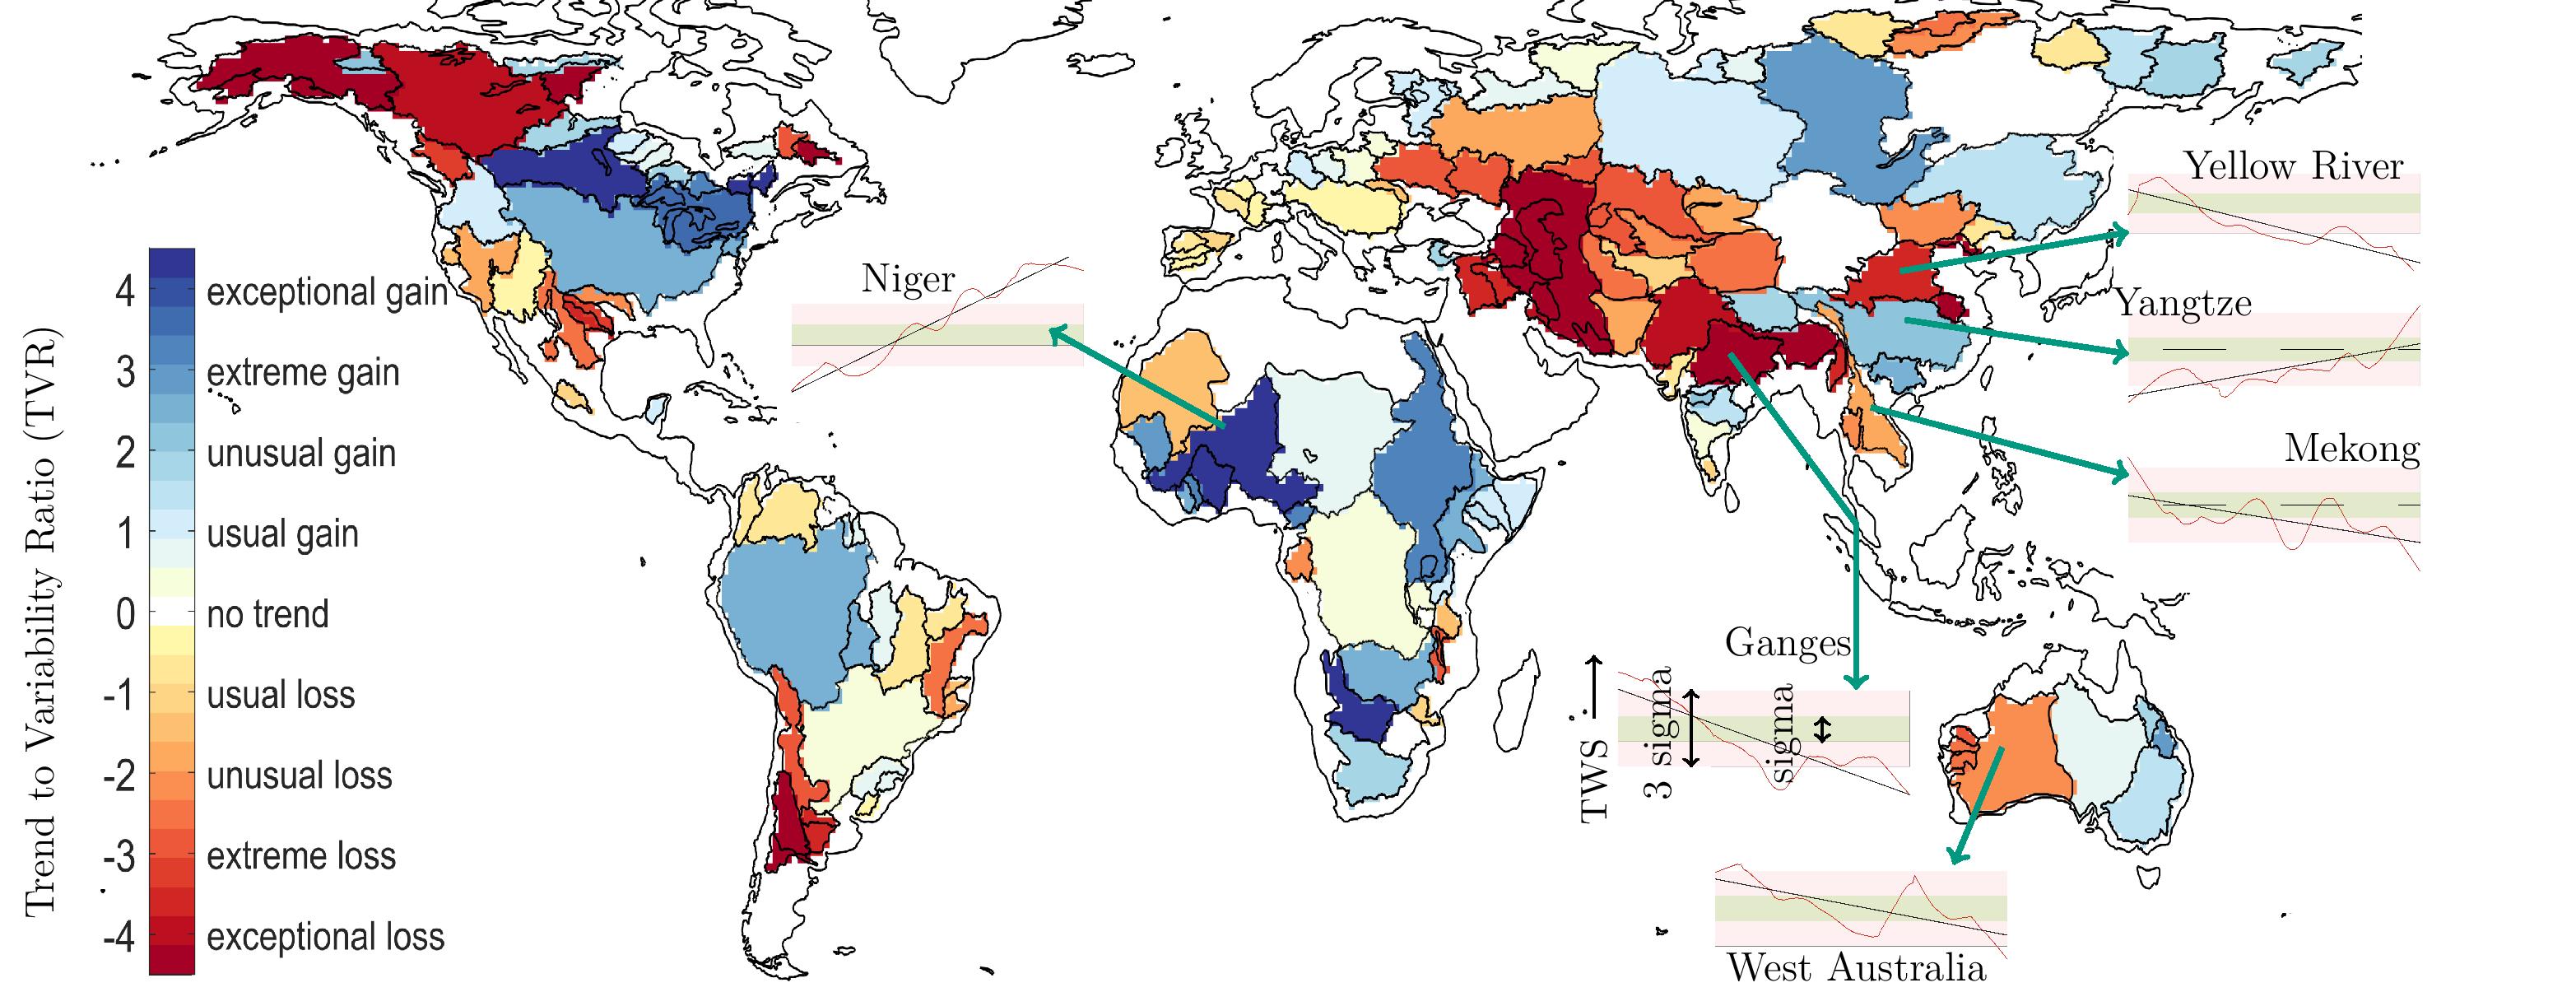 Trend to Variability Ratio (TVR)
4 exceptional gain
3 extreme gain
2 unusual gain
1 usual gain
0 no trend
-1 usual loss
-2 unusual loss
-3 extreme loss
-4 exceptional loss
Niger
Yellow River
Yangtze
Mekong
Ganges
TWS
3 sigma
sigma
West Australia